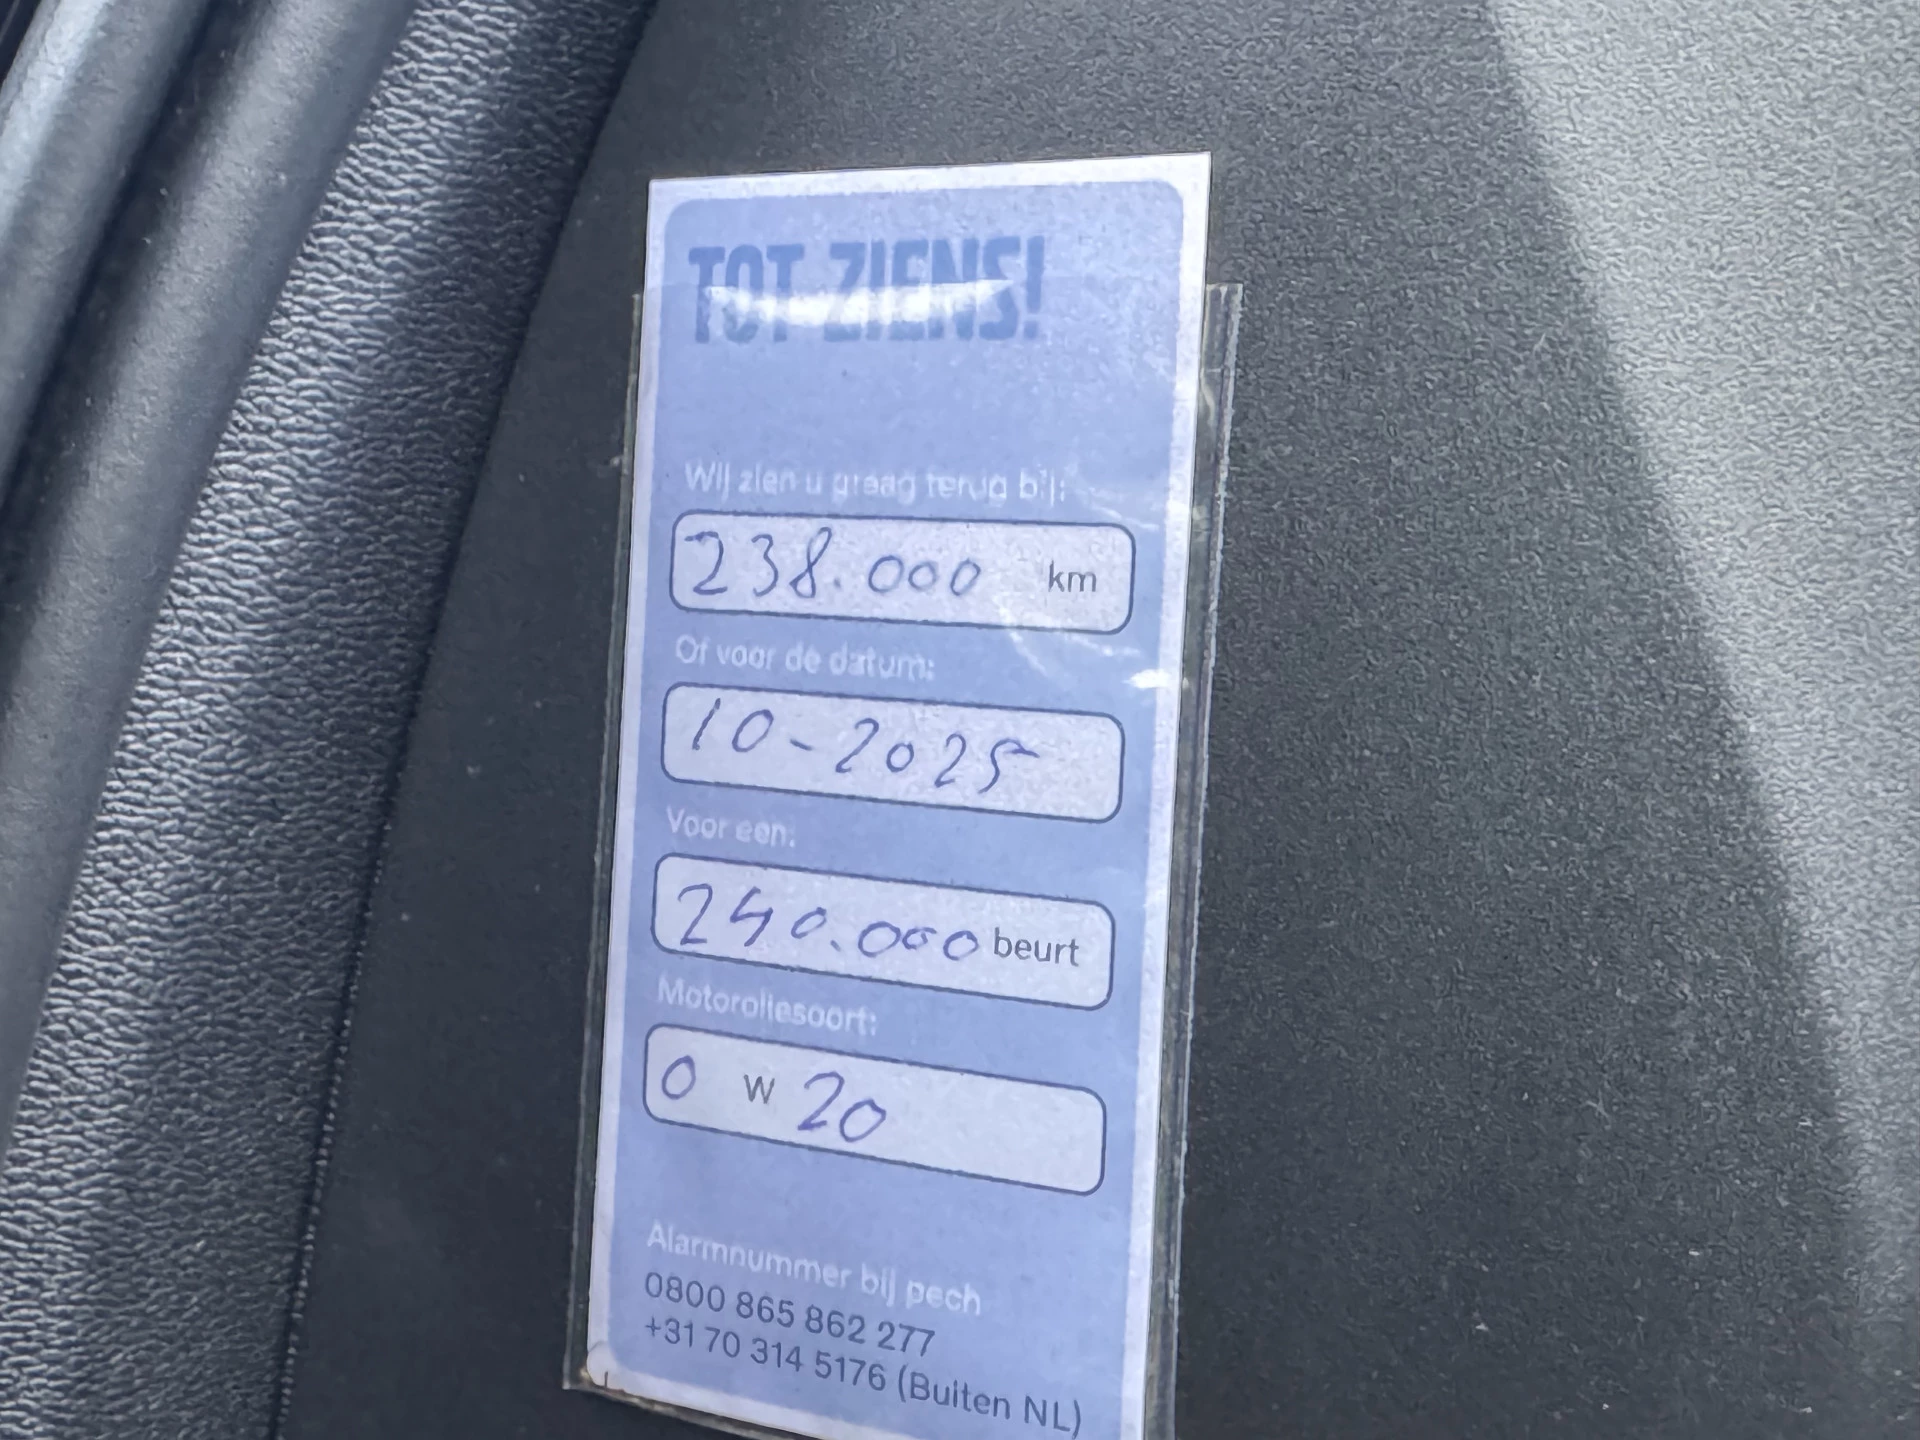 TOT ZIENS!
Wij zien u graag terug bij:
238.000 km
Of voor de datum:
10-2025
Voor een:
240.000 beurt
Motoroliesoort:
0 W 20
Alarmnummer bij pech
0800 865 862 277
+31 70 314 5176 (Buiten NL)